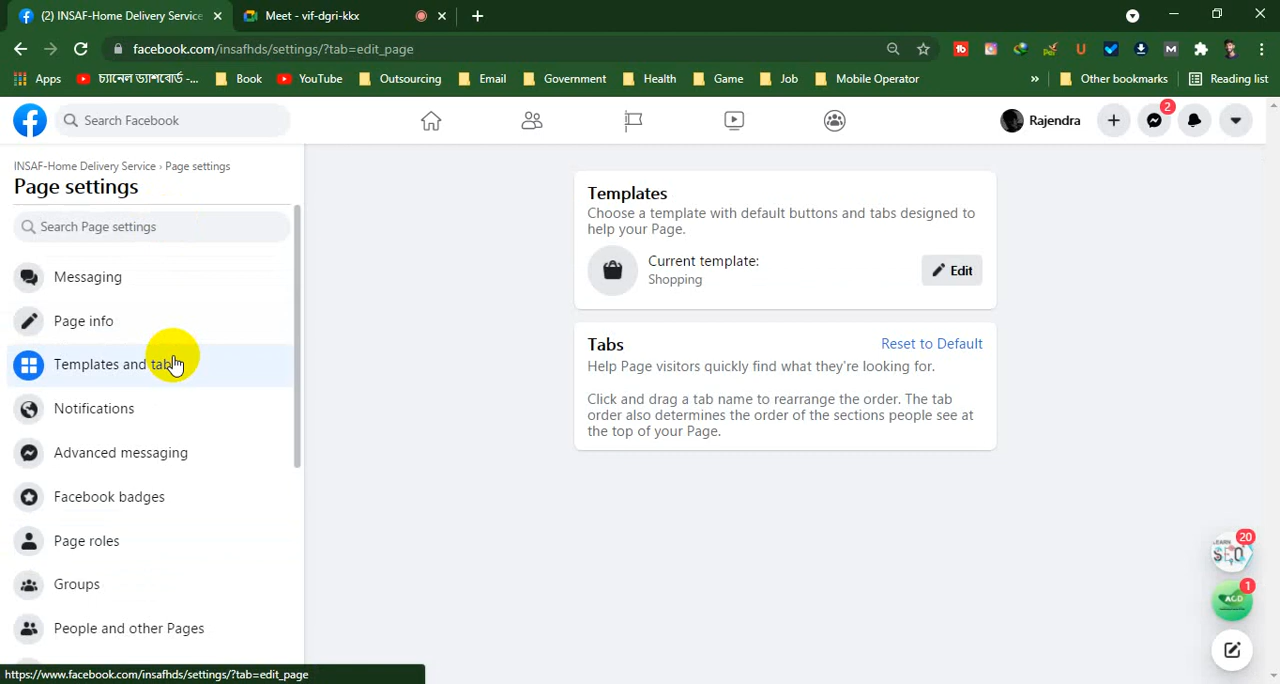 (2) INSAF-Home Delivery Service
Meet - vif-dgri-kkx
facebook.com/insafhds/settings/?tab=edit_page
Apps
চ্যানেল ড্যাশবোর্ড -...
Book
YouTube
Outsourcing
Email
Government
Health
Game
Job
Mobile Operator
»
Other bookmarks
Reading list
Search Facebook
Rajendra
2
INSAF-Home Delivery Service › Page settings
Page settings
Search Page settings
Messaging
Page info
Templates and tab
Notifications
Advanced messaging
Facebook badges
Page roles
Groups
People and other Pages
Templates
Choose a template with default buttons and tabs designed to
help your Page.
Current template:
Shopping
Edit
Tabs
Reset to Default
Help Page visitors quickly find what they're looking for.
Click and drag a tab name to rearrange the order. The tab
order also determines the order of the sections people see at
the top of your Page.
20
SEO
1
https://www.facebook.com/insafhds/settings/?tab=edit_page